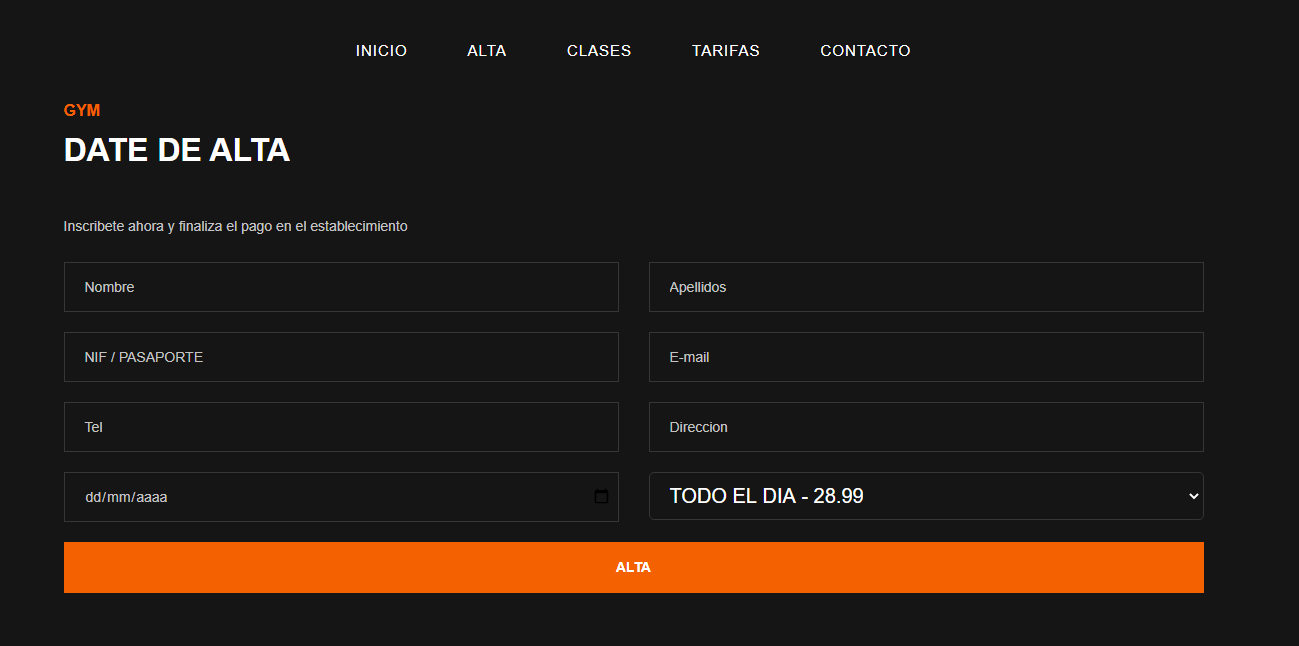 INICIO ALTA CLASES TARIFAS CONTACTO
GYM
DATE DE ALTA
Inscribete ahora y finaliza el pago en el establecimiento
Nombre Apellidos
NIF / PASAPORTE E-mail
Tel Direccion
dd/mm/aaaa TODO EL DIA - 28.99
ALTA